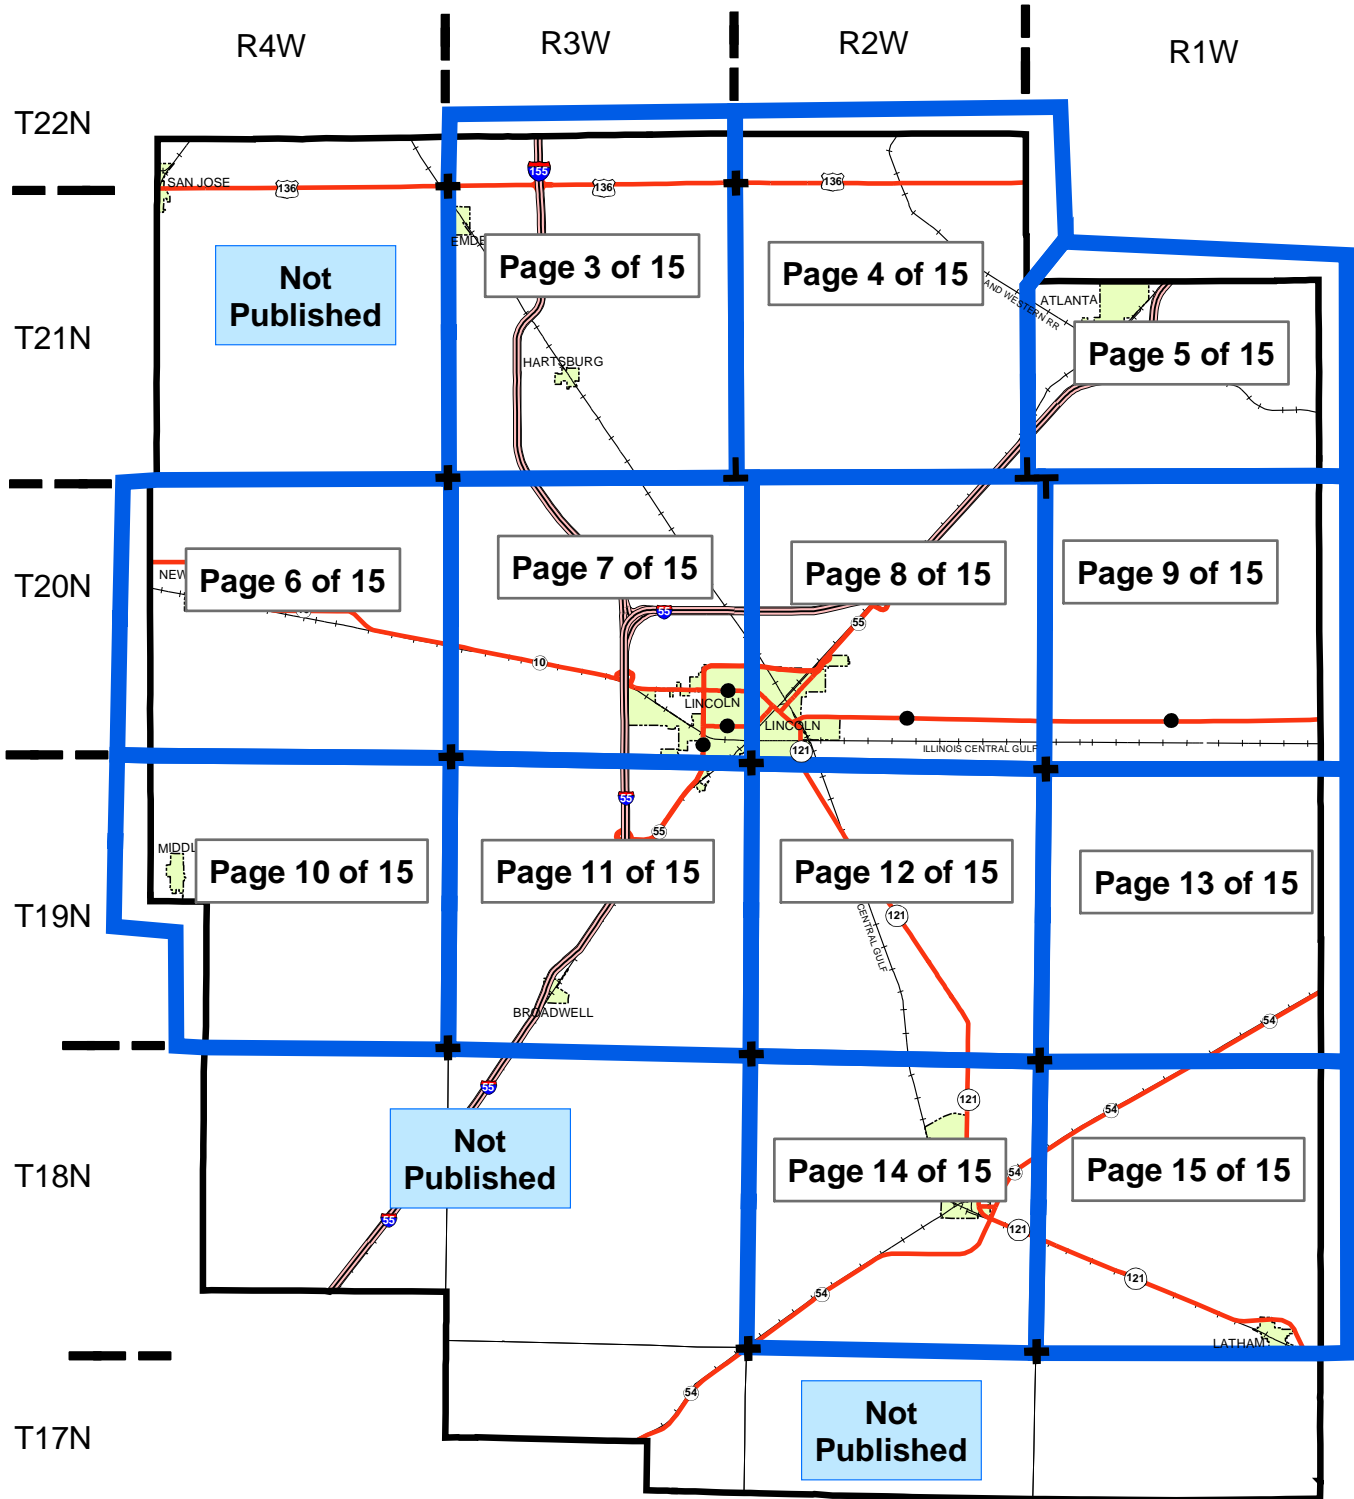 R4W
R3W
R2W
R1W
T22N
SAN JOSE
136
155
136
136
T21N
Not
Published
Page 3 of 15
Page 4 of 15
AND WESTERN RR
ATLANTA
Page 5 of 15
HARTSBURG
T20N
NEW
Page 6 of 15
Page 7 of 15
Page 8 of 15
Page 9 of 15
55
55
10
LINCOLN
LINCOLN
121
ILLINOIS CENTRAL GULF
55
55
T19N
MIDDL
Page 10 of 15
Page 11 of 15
Page 12 of 15
Page 13 of 15
121
CENTRAL GULF
BROADWELL
54
55
121
54
T18N
Not
Published
Page 14 of 15
54
Page 15 of 15
55
121
121
54
LATHAM
54
T17N
Not
Published